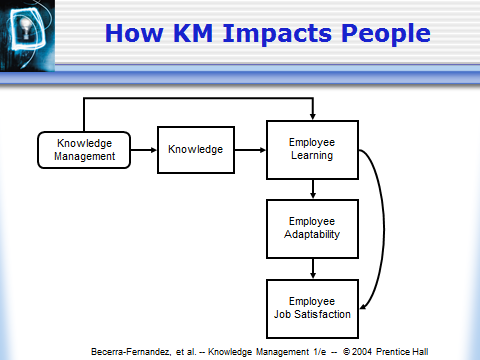 How KM Impacts People
Knowledge
Management
Knowledge
Employee
Learning
Employee
Adaptability
Employee
Job Satisfaction
Becerra-Fernandez, et al. -- Knowledge Management 1/e -- © 2004 Prentice Hall